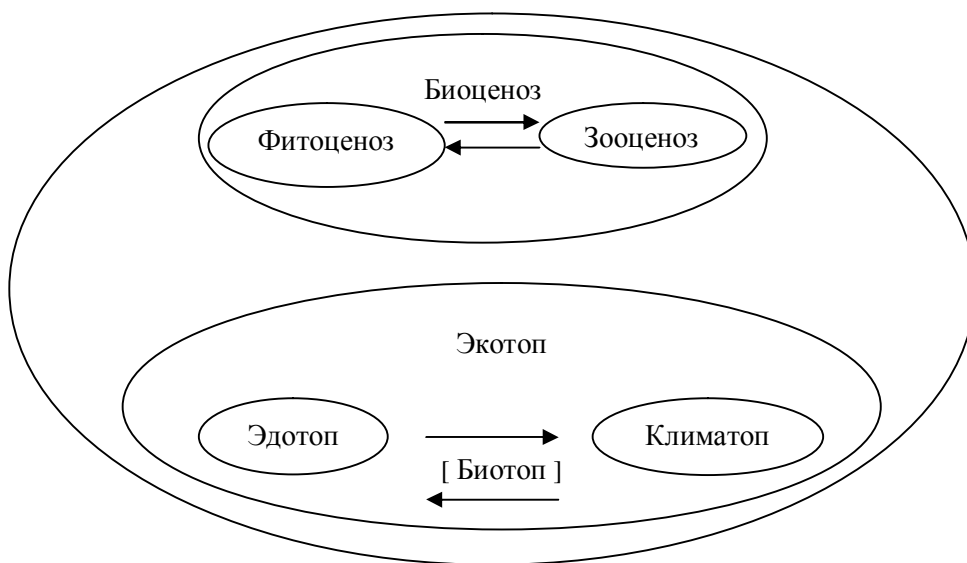 Биоценоз
Фитоценоз
Зооценоз
Экотоп
Эдотоп
Климатоп
[ Биотоп ]